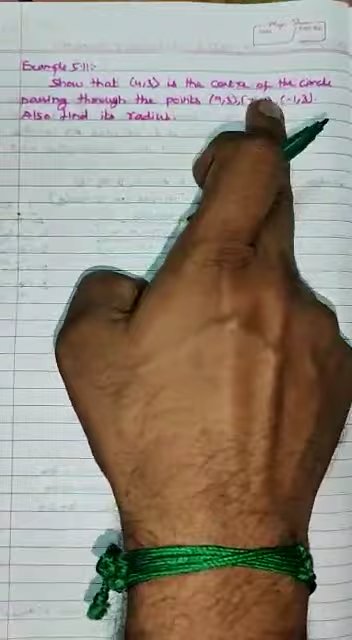 Example 5.11:-
Show that (4,3) is the centre of the circle
passing through the points (9,3), (-1,3).
Also find its radius.